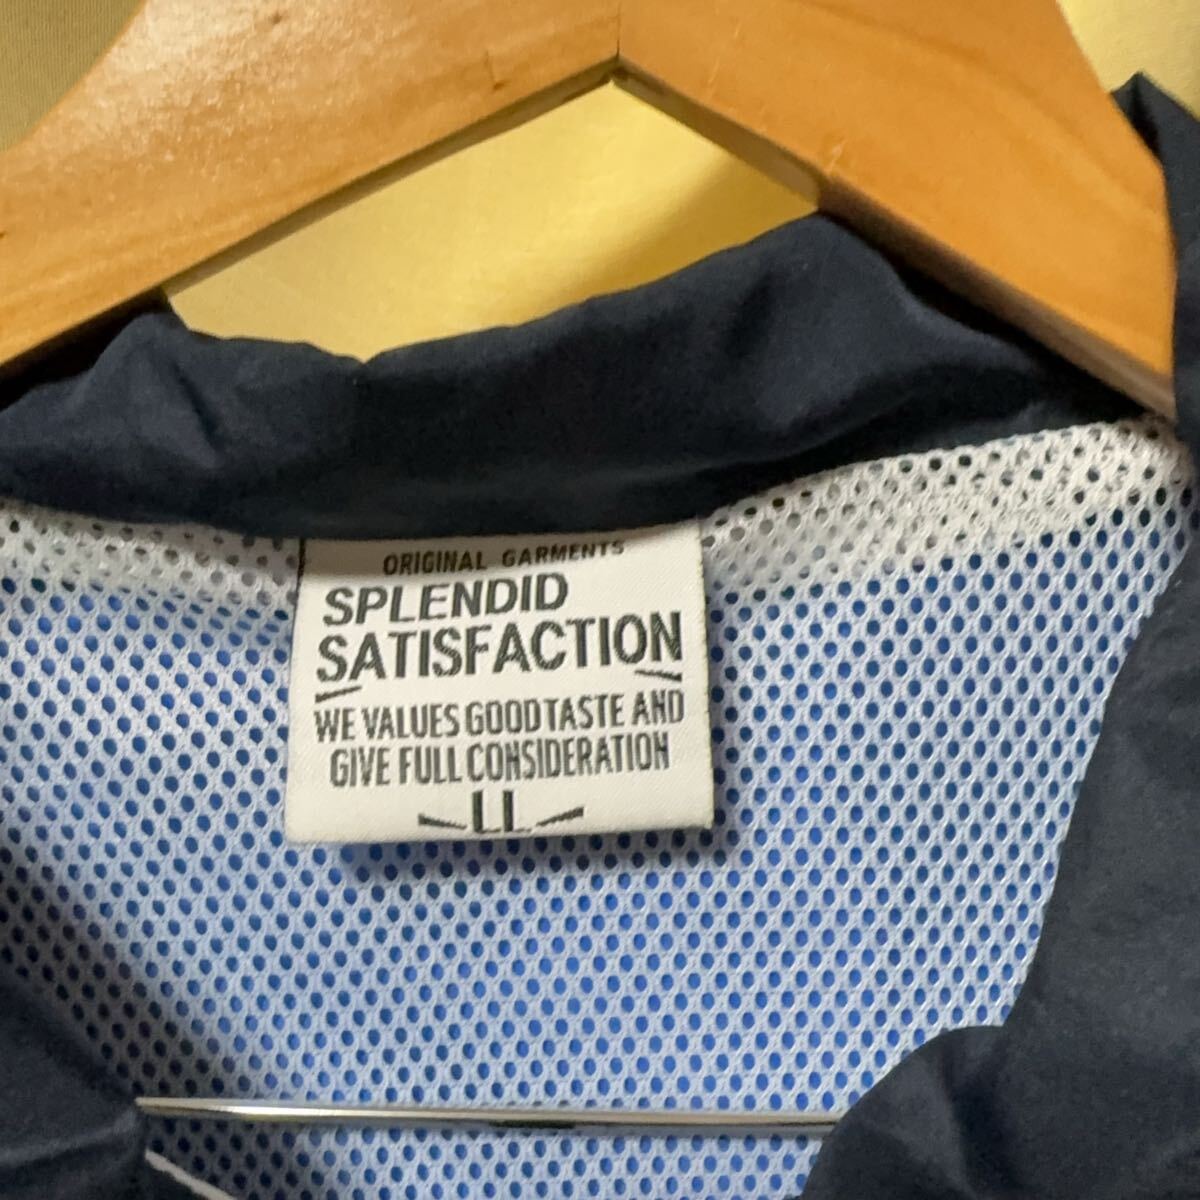 ORIGINAL GARMENTS
SPLENDID
SATISFACTION
WE VALUES GOOD TASTE AND
GIVE FULL CONSIDERATION
LL